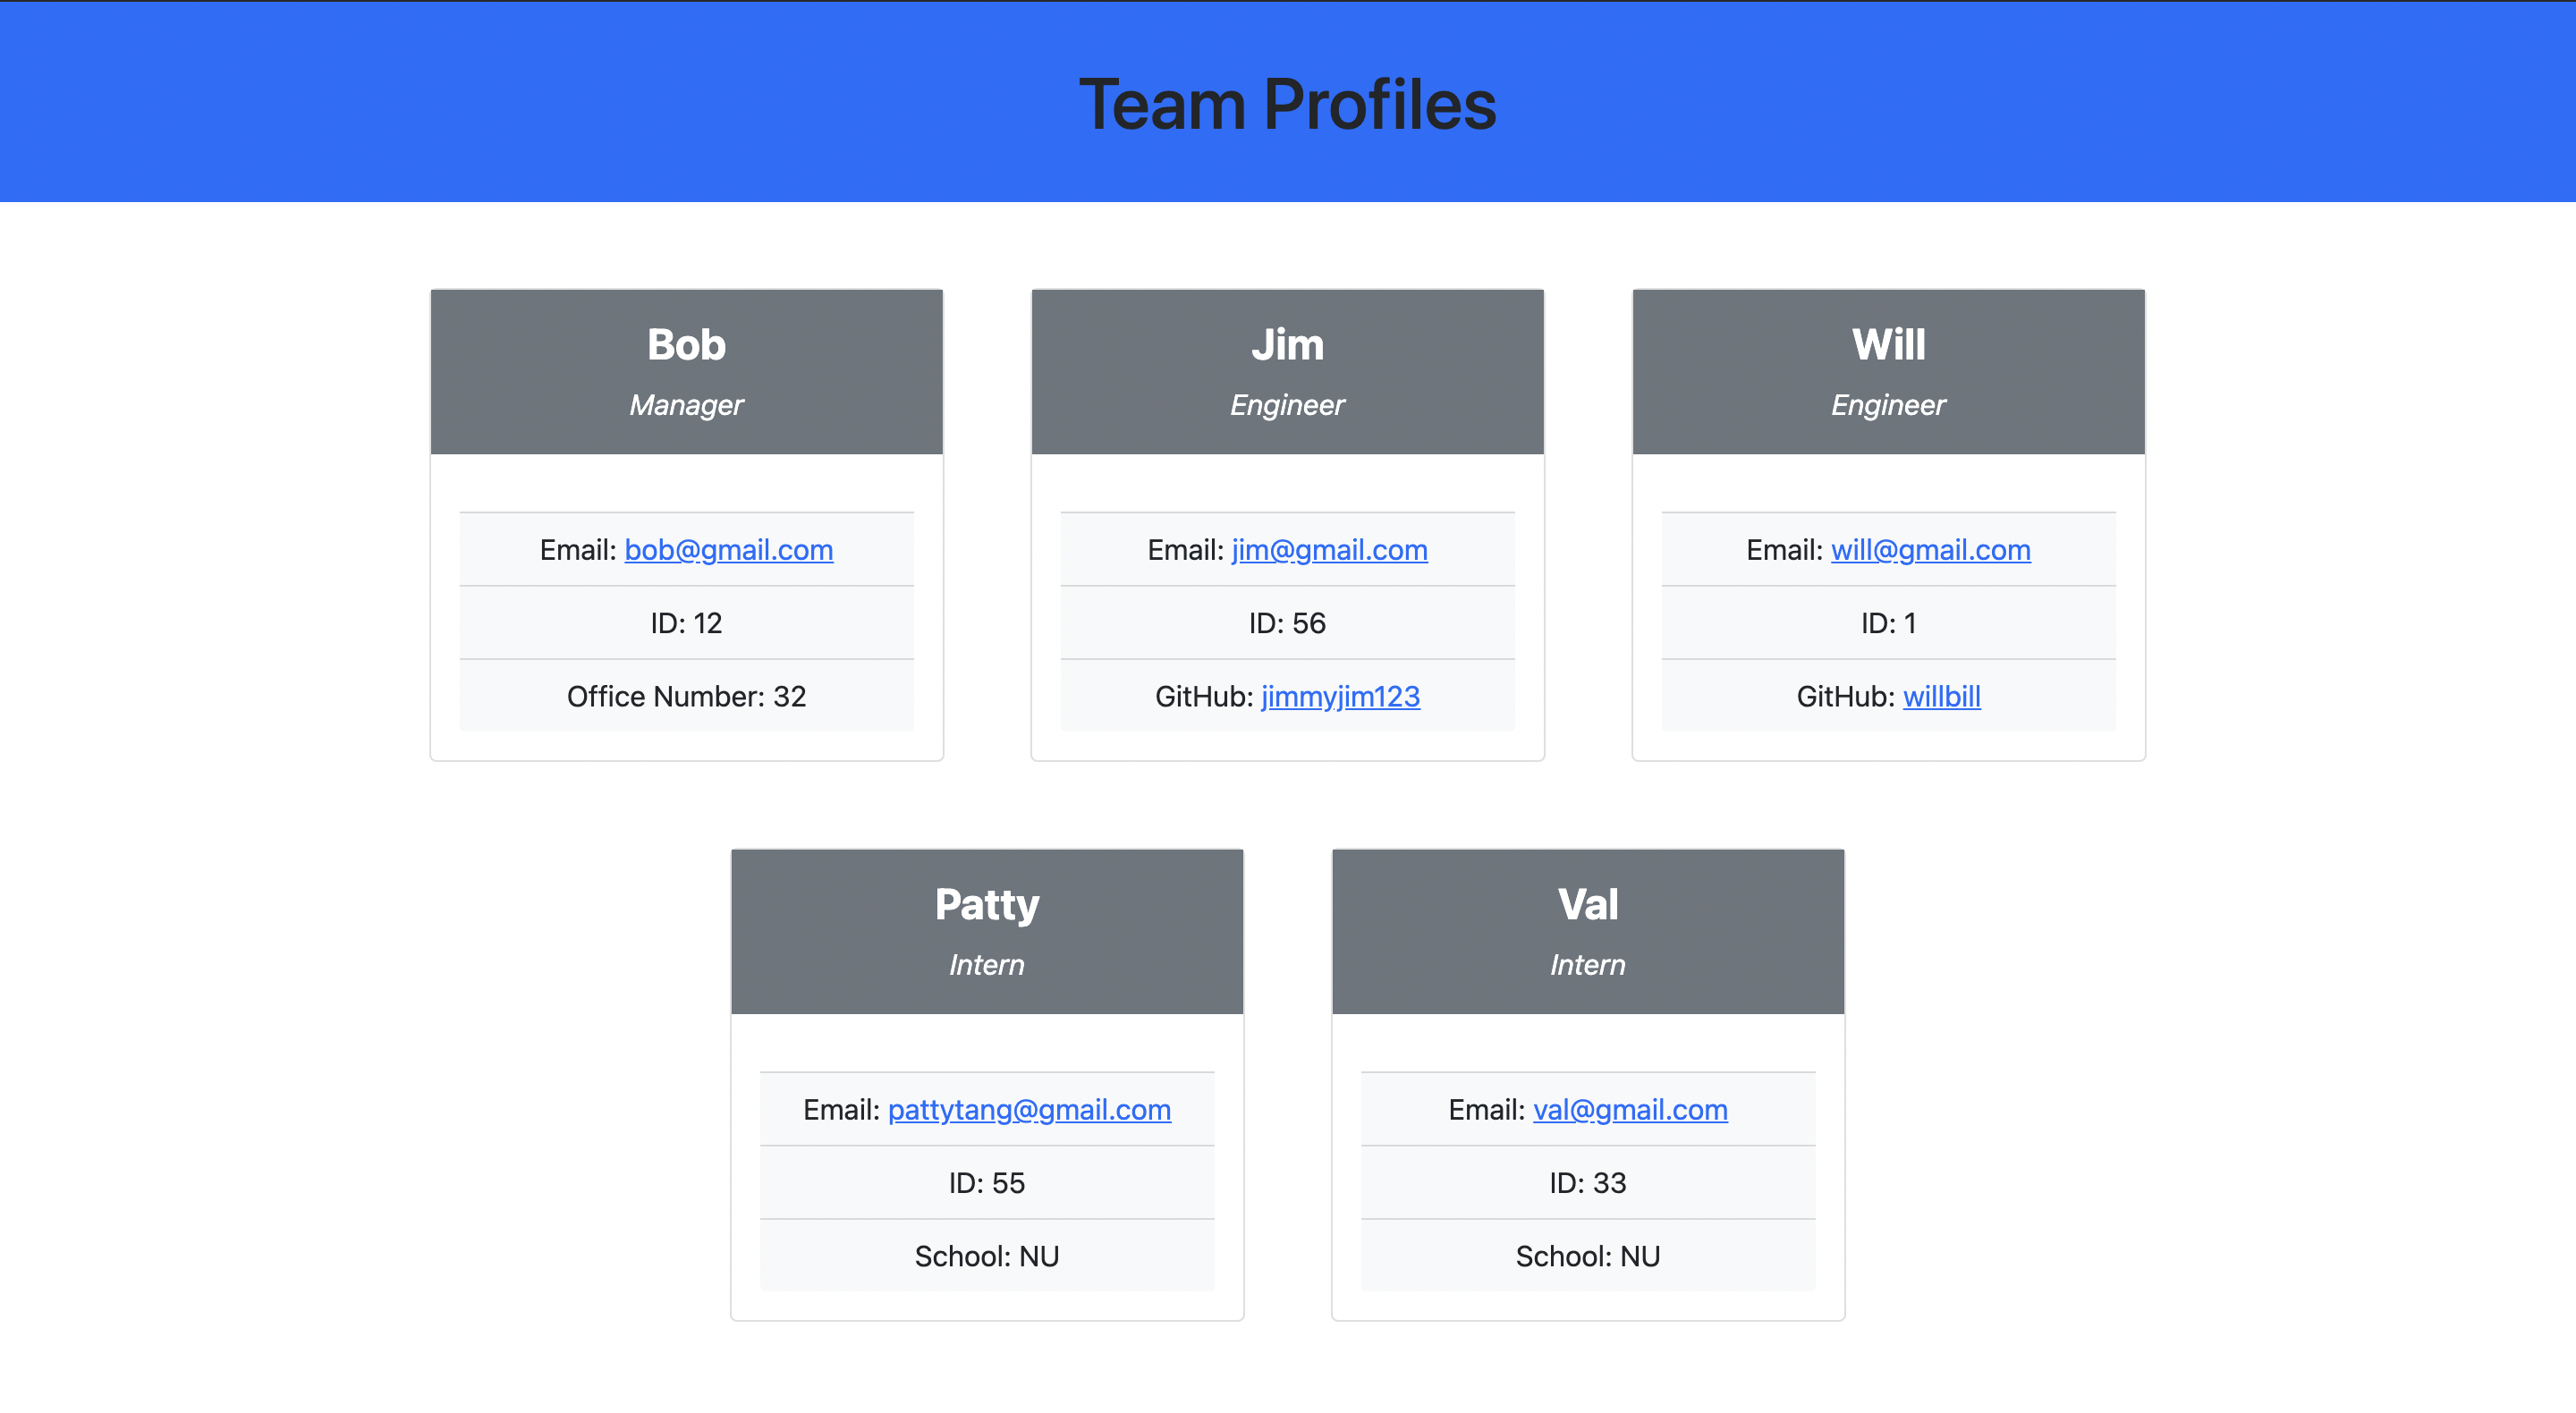 Team Profiles
Bob
Manager
Email: bob@gmail.com
ID: 12
Office Number: 32
Jim
Engineer
Email: jim@gmail.com
ID: 56
GitHub: jimmyjim123
Will
Engineer
Email: will@gmail.com
ID: 1
GitHub: willbill
Patty
Intern
Email: pattytang@gmail.com
ID: 55
School: NU
Val
Intern
Email: val@gmail.com
ID: 33
School: NU